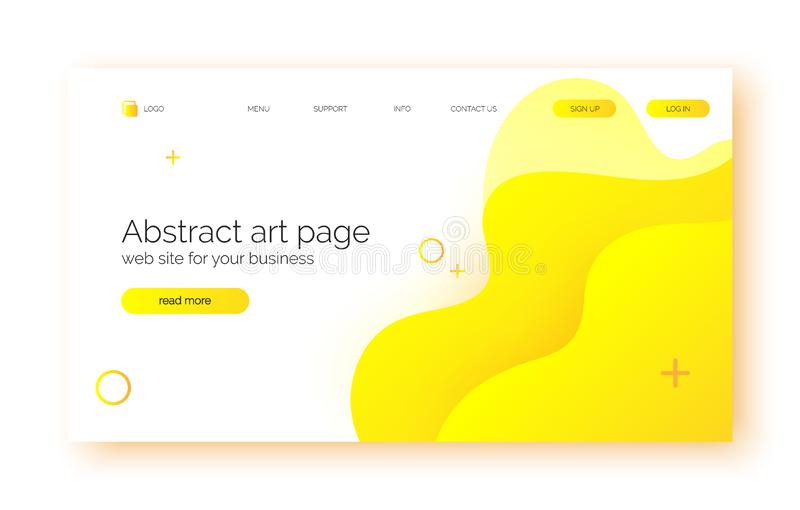 LOGO MENU SUPPORT INFO CONTACT US SIGN UP LOG IN
Abstract art page
web site for your business
read more
dreamstime